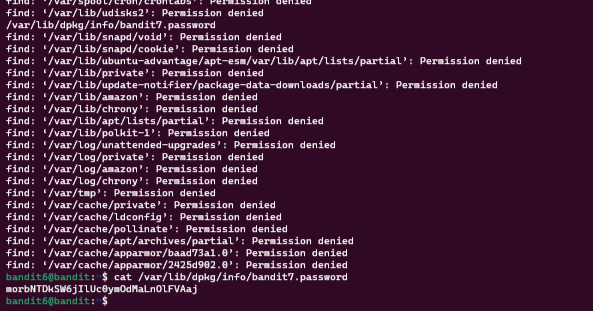 find: ‘/var/spool/cron/crontabs’: Permission denied
find: ‘/var/lib/udisks2’: Permission denied
/var/lib/dpkg/info/bandit7.password
find: ‘/var/lib/snapd/void’: Permission denied
find: ‘/var/lib/snapd/cookie’: Permission denied
find: ‘/var/lib/ubuntu-advantage/apt-esm/var/lib/apt/lists/partial’: Permission denied
find: ‘/var/lib/private’: Permission denied
find: ‘/var/lib/update-notifier/package-data-downloads/partial’: Permission denied
find: ‘/var/lib/amazon’: Permission denied
find: ‘/var/lib/chrony’: Permission denied
find: ‘/var/lib/apt/lists/partial’: Permission denied
find: ‘/var/lib/polkit-1’: Permission denied
find: ‘/var/log/unattended-upgrades’: Permission denied
find: ‘/var/log/private’: Permission denied
find: ‘/var/log/amazon’: Permission denied
find: ‘/var/log/chrony’: Permission denied
find: ‘/var/tmp’: Permission denied
find: ‘/var/cache/private’: Permission denied
find: ‘/var/cache/ldconfig’: Permission denied
find: ‘/var/cache/pollinate’: Permission denied
find: ‘/var/cache/apt/archives/partial’: Permission denied
find: ‘/var/cache/apparmor/baad73a1.0’: Permission denied
find: ‘/var/cache/apparmor/2425d902.0’: Permission denied
bandit6@bandit:~$ cat /var/lib/dpkg/info/bandit7.password
morbNTDkSW6jIlUc0ymOdMaLnOlFVAaj
bandit6@bandit:~$